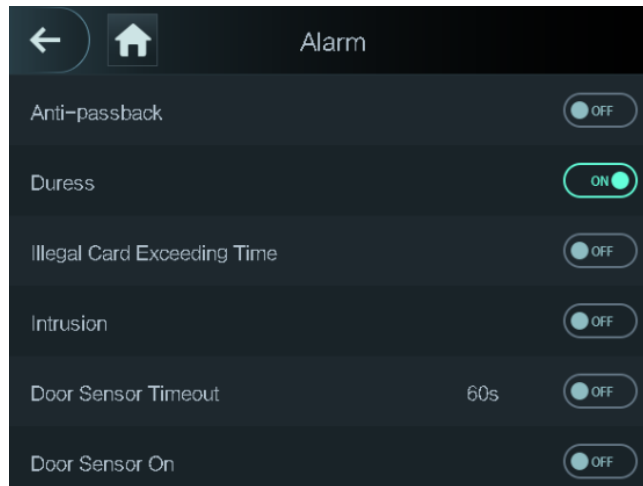 Alarm
Anti-passback OFF
Duress ON
Illegal Card Exceeding Time OFF
Intrusion OFF
Door Sensor Timeout 60s OFF
Door Sensor On OFF